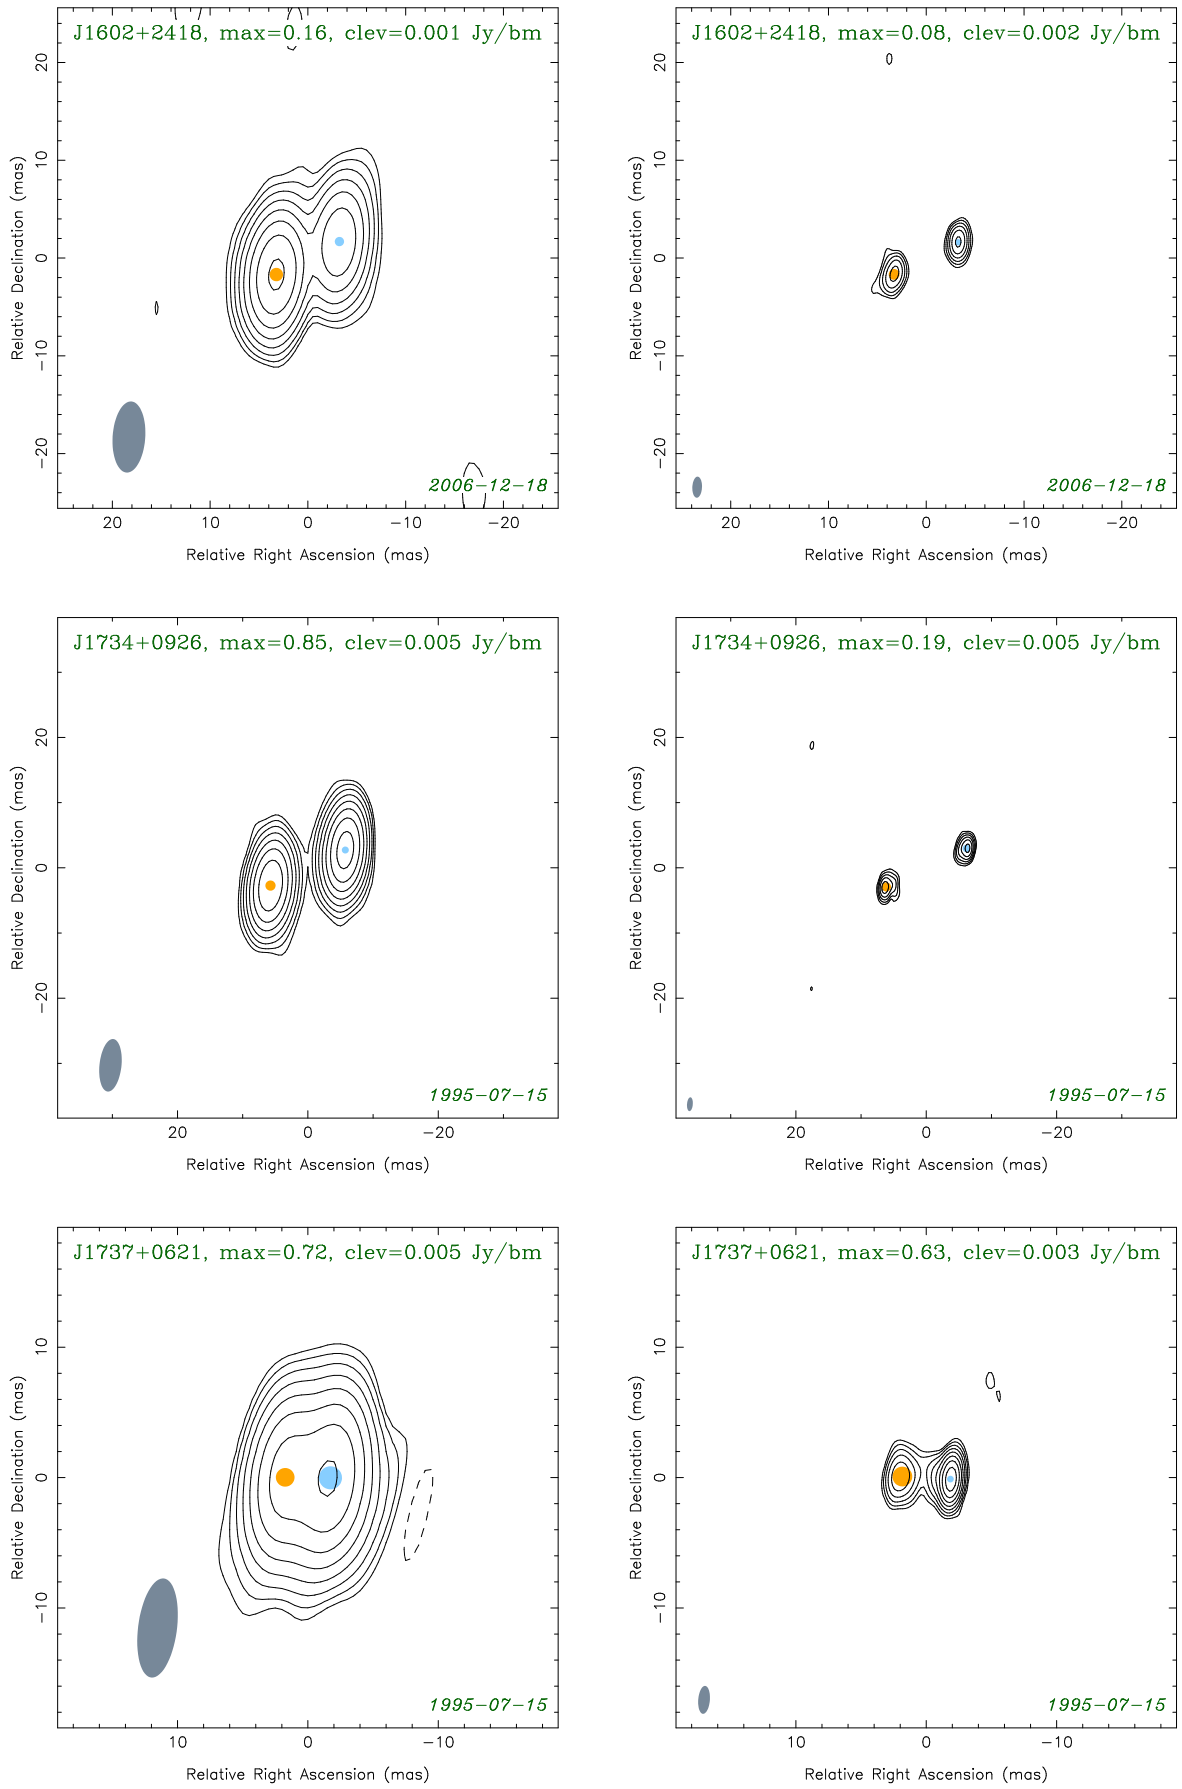 J1602+2418, max=0.16, clev=0.001 Jy/bm
Relative Declination (mas)
20
10
0
−10
−20
2006−12−18
20 10 0 −10 −20
Relative Right Ascension (mas)
J1602+2418, max=0.08, clev=0.002 Jy/bm
Relative Declination (mas)
20
10
0
−10
−20
2006−12−18
20 10 0 −10 −20
Relative Right Ascension (mas)
J1734+0926, max=0.85, clev=0.005 Jy/bm
Relative Declination (mas)
20
0
−20
1995−07−15
20 0 −20
Relative Right Ascension (mas)
J1734+0926, max=0.19, clev=0.005 Jy/bm
Relative Declination (mas)
20
0
−20
1995−07−15
20 0 −20
Relative Right Ascension (mas)
J1737+0621, max=0.72, clev=0.005 Jy/bm
Relative Declination (mas)
10
0
−10
1995−07−15
10 0 −10
Relative Right Ascension (mas)
J1737+0621, max=0.63, clev=0.003 Jy/bm
Relative Declination (mas)
10
0
−10
1995−07−15
10 0 −10
Relative Right Ascension (mas)